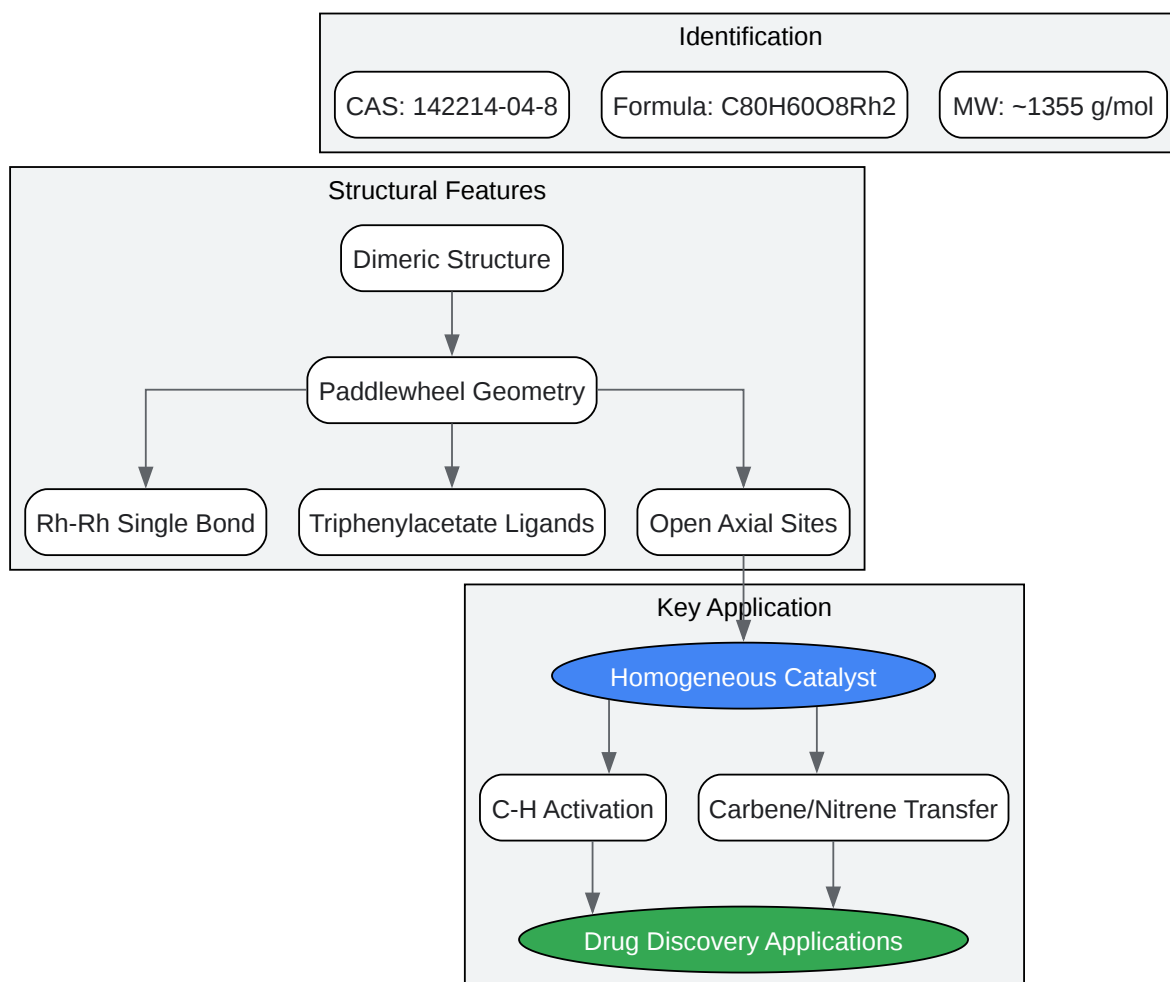 Identification
CAS: 142214-04-8
Formula: C80H60O8Rh2
MW: ~1355 g/mol
Structural Features
Dimeric Structure
Paddlewheel Geometry
Rh-Rh Single Bond
Triphenylacetate Ligands
Open Axial Sites
Key Application
Homogeneous Catalyst
C-H Activation
Carbene/Nitrene Transfer
Drug Discovery Applications